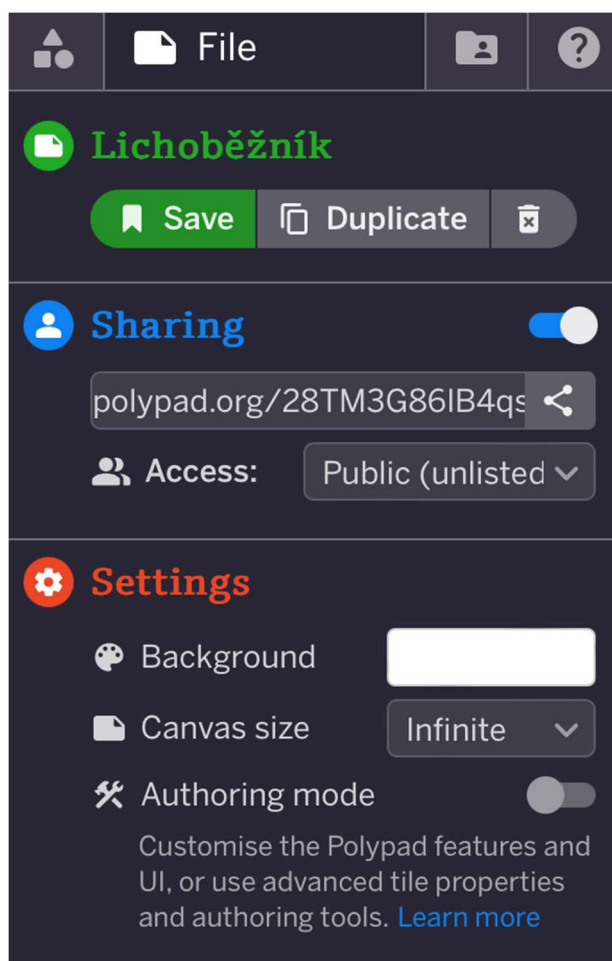 File
Lichoběžník
Save Duplicate
Sharing
polypad.org/28TM3G86IB4qs
Access: Public (unlisted
Settings
Background
Canvas size Infinite
Authoring mode
Customise the Polypad features and
UI, or use advanced tile properties
and authoring tools. Learn more